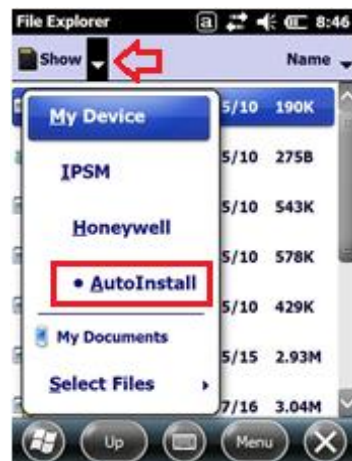 File Explorer a 8:46
Show Name
My Device 5/10 190K
5/10 275B
IPSM
5/10 543K
Honeywell
5/10 578K
• AutoInstall
5/10 429K
My Documents
5/15 2.93M
Select Files
7/16 3.04M
Up Menu